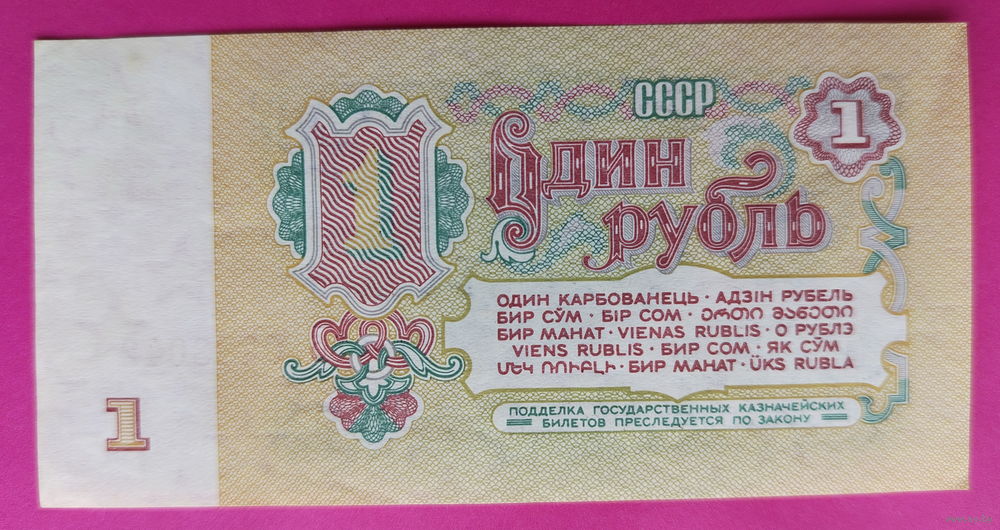 СССР
1
1
Один
рубль
ОДИН КАРБОВАНЕЦЬ · АДЗІН РУБЕЛЬ
БИР СЎМ · БІР СОМ · ᲔᲠᲗᲘ ᲛᲐᲜᲔᲗᲘ
БИР МАНАТ · VIENAS RUBLIS · О РУБЛЭ
VIENS RUBLIS · БИР СОМ · ЯК СЎМ
ՄԵԿ ՌՈՒԲԼԻ · БИР МАНАТ · ÜKS RUBLA
ПОДДЕЛКА ГОСУДАРСТВЕННЫХ КАЗНАЧЕЙСКИХ
БИЛЕТОВ ПРЕСЛЕДУЕТСЯ ПО ЗАКОНУ
1